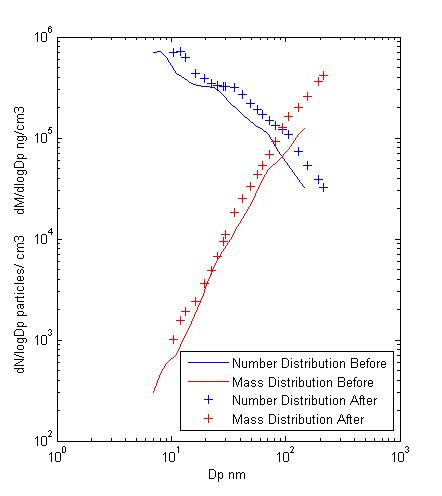 10^6
10^5
10^4
10^3
10^2
10^0
10^1
10^2
10^3
dN/logDp particles/ cm3    dM/dlogDp ng/cm3
Dp nm
Number Distribution Before
Mass Distribution Before
Number Distribution After
Mass Distribution After